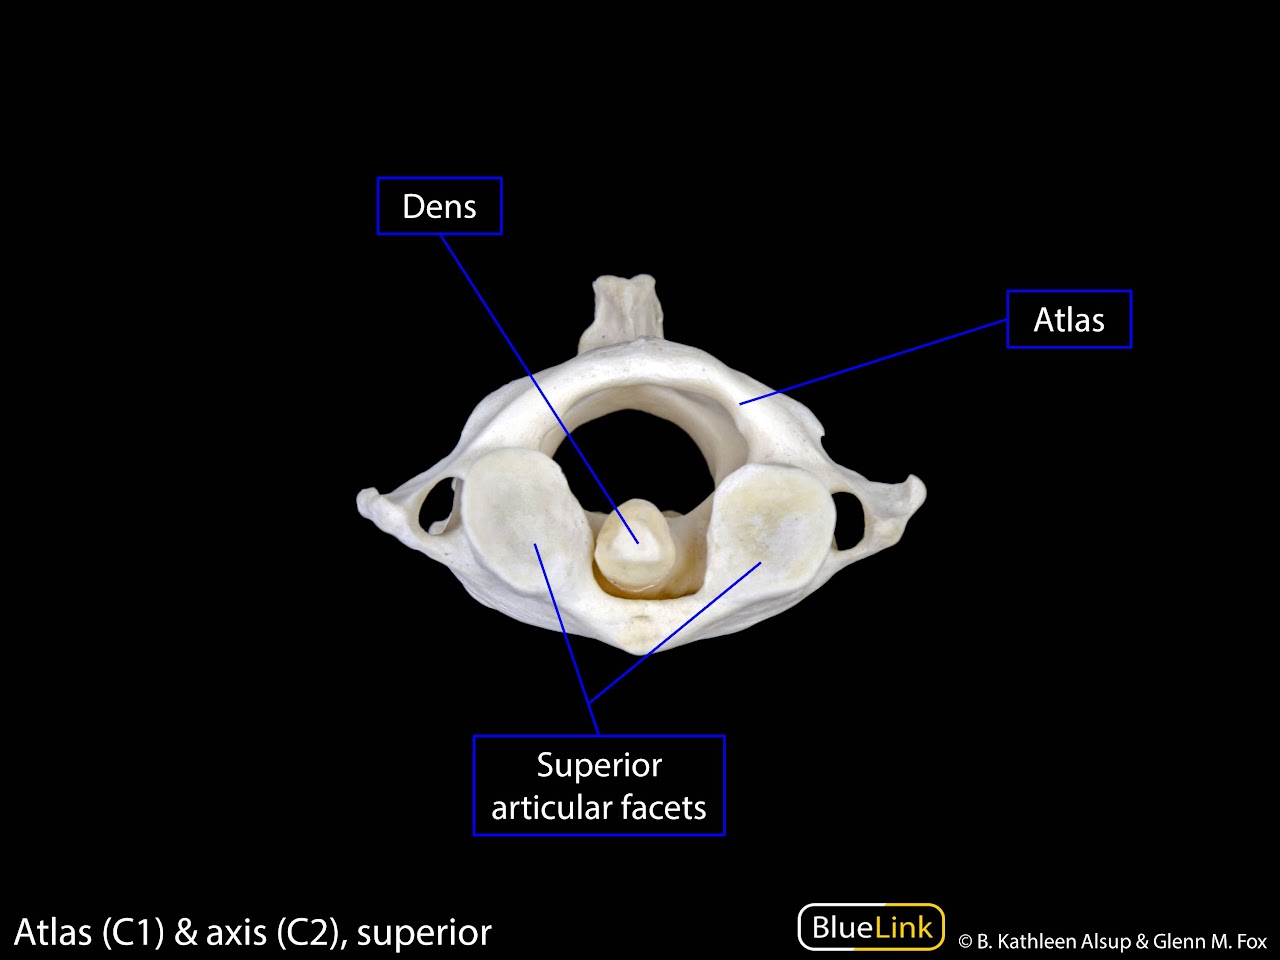 Dens
Atlas
Superior
articular facets
Atlas (C1) & axis (C2), superior
BlueLink
© B. Kathleen Alsup & Glenn M. Fox